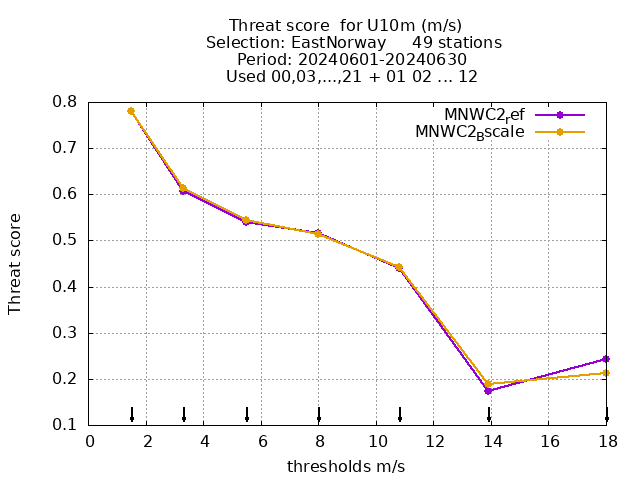 Threat score  for U10m (m/s)
Selection: EastNorway     49 stations
Period: 20240601-20240630
Used 00,03,...,21 + 01 02 ... 12
MNWC2_ref
MNWC2_Bscale
Threat score
0.8
0.7
0.6
0.5
0.4
0.3
0.2
0.1
0 2 4 6 8 10 12 14 16 18
thresholds m/s